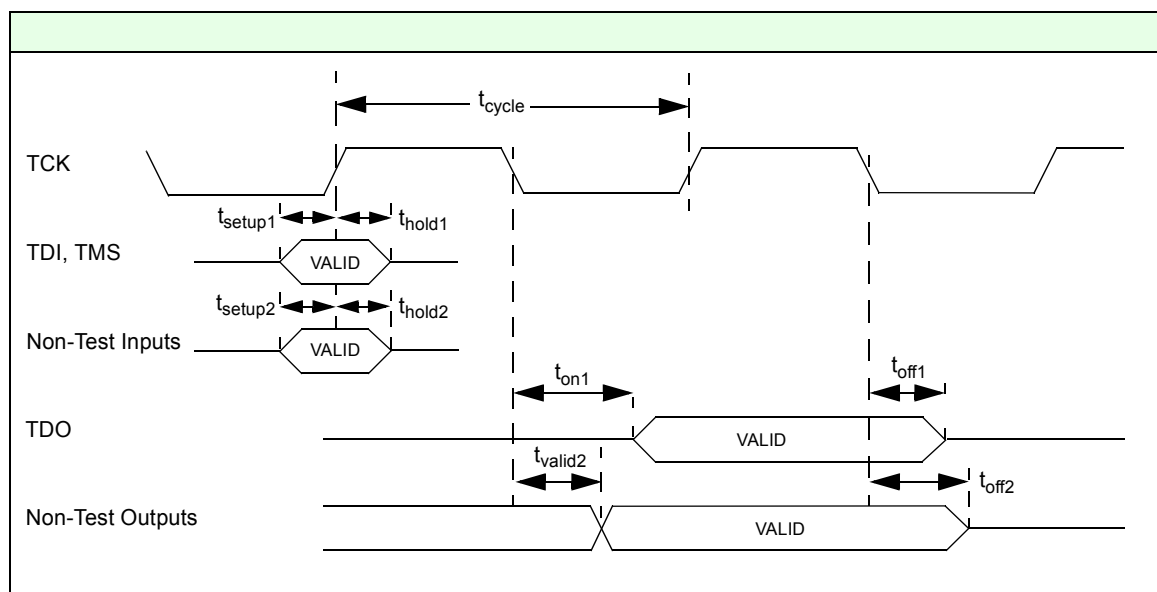 tcycle
TCK
tsetup1
thold1
TDI, TMS
VALID
tsetup2
thold2
Non-Test Inputs
VALID
ton1
toff1
TDO
VALID
tvalid2
toff2
Non-Test Outputs
VALID